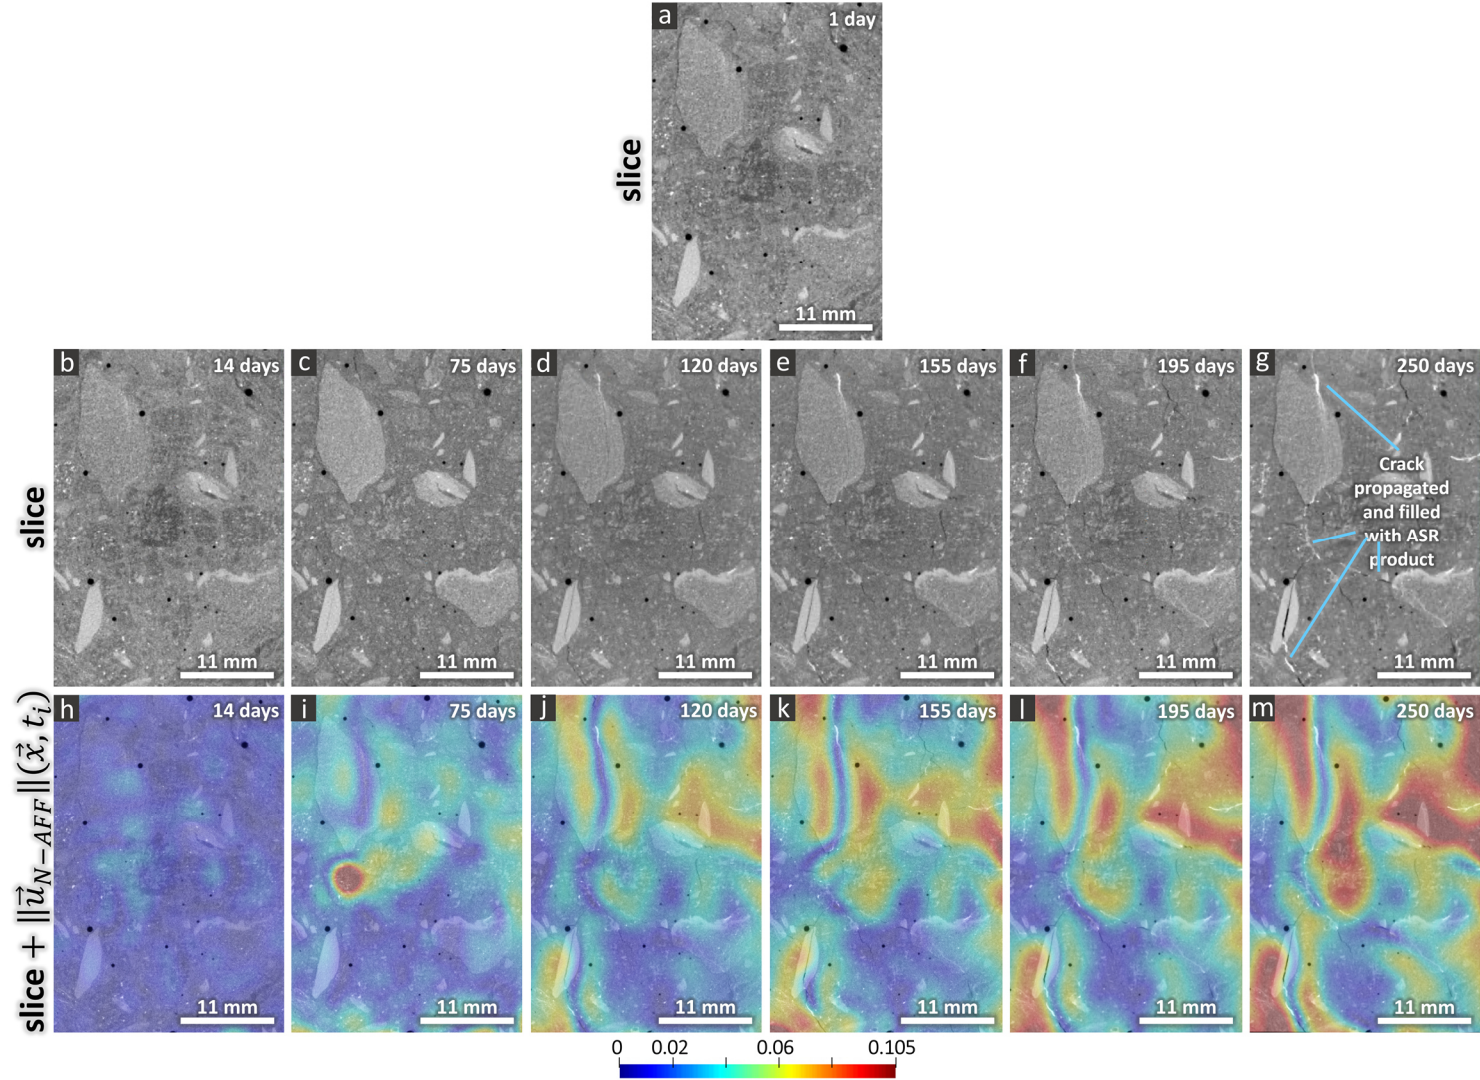 a 1 day
slice
11 mm
b 14 days
c 75 days
d 120 days
e 155 days
f 195 days
g 250 days
slice
Crack
propagated
and filled
with ASR
product
11 mm
11 mm
11 mm
11 mm
11 mm
11 mm
h 14 days
i 75 days
j 120 days
k 155 days
l 195 days
m 250 days
slice + ||u⃗_{N−AFF}||(x⃗, t_i)
11 mm
11 mm
11 mm
11 mm
11 mm
11 mm
0 0.02 0.06 0.105